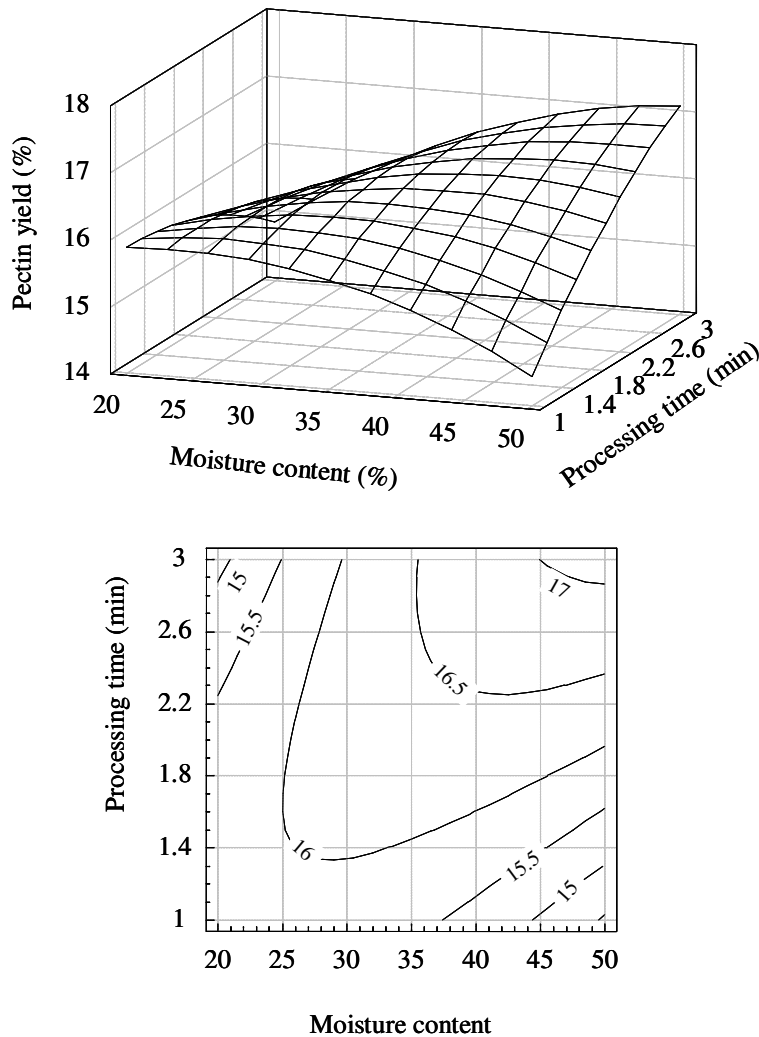 18
17
16
15
14
Pectin yield (%)
20 25 30 35 40 45 50
Moisture content (%)
1 1.4 1.8 2.2 2.6 3
Processing time (min)
3
2.6
2.2
1.8
1.4
1
Processing time (min)
15
15.5
16
16.5
17
15.5
15
20 25 30 35 40 45 50
Moisture content